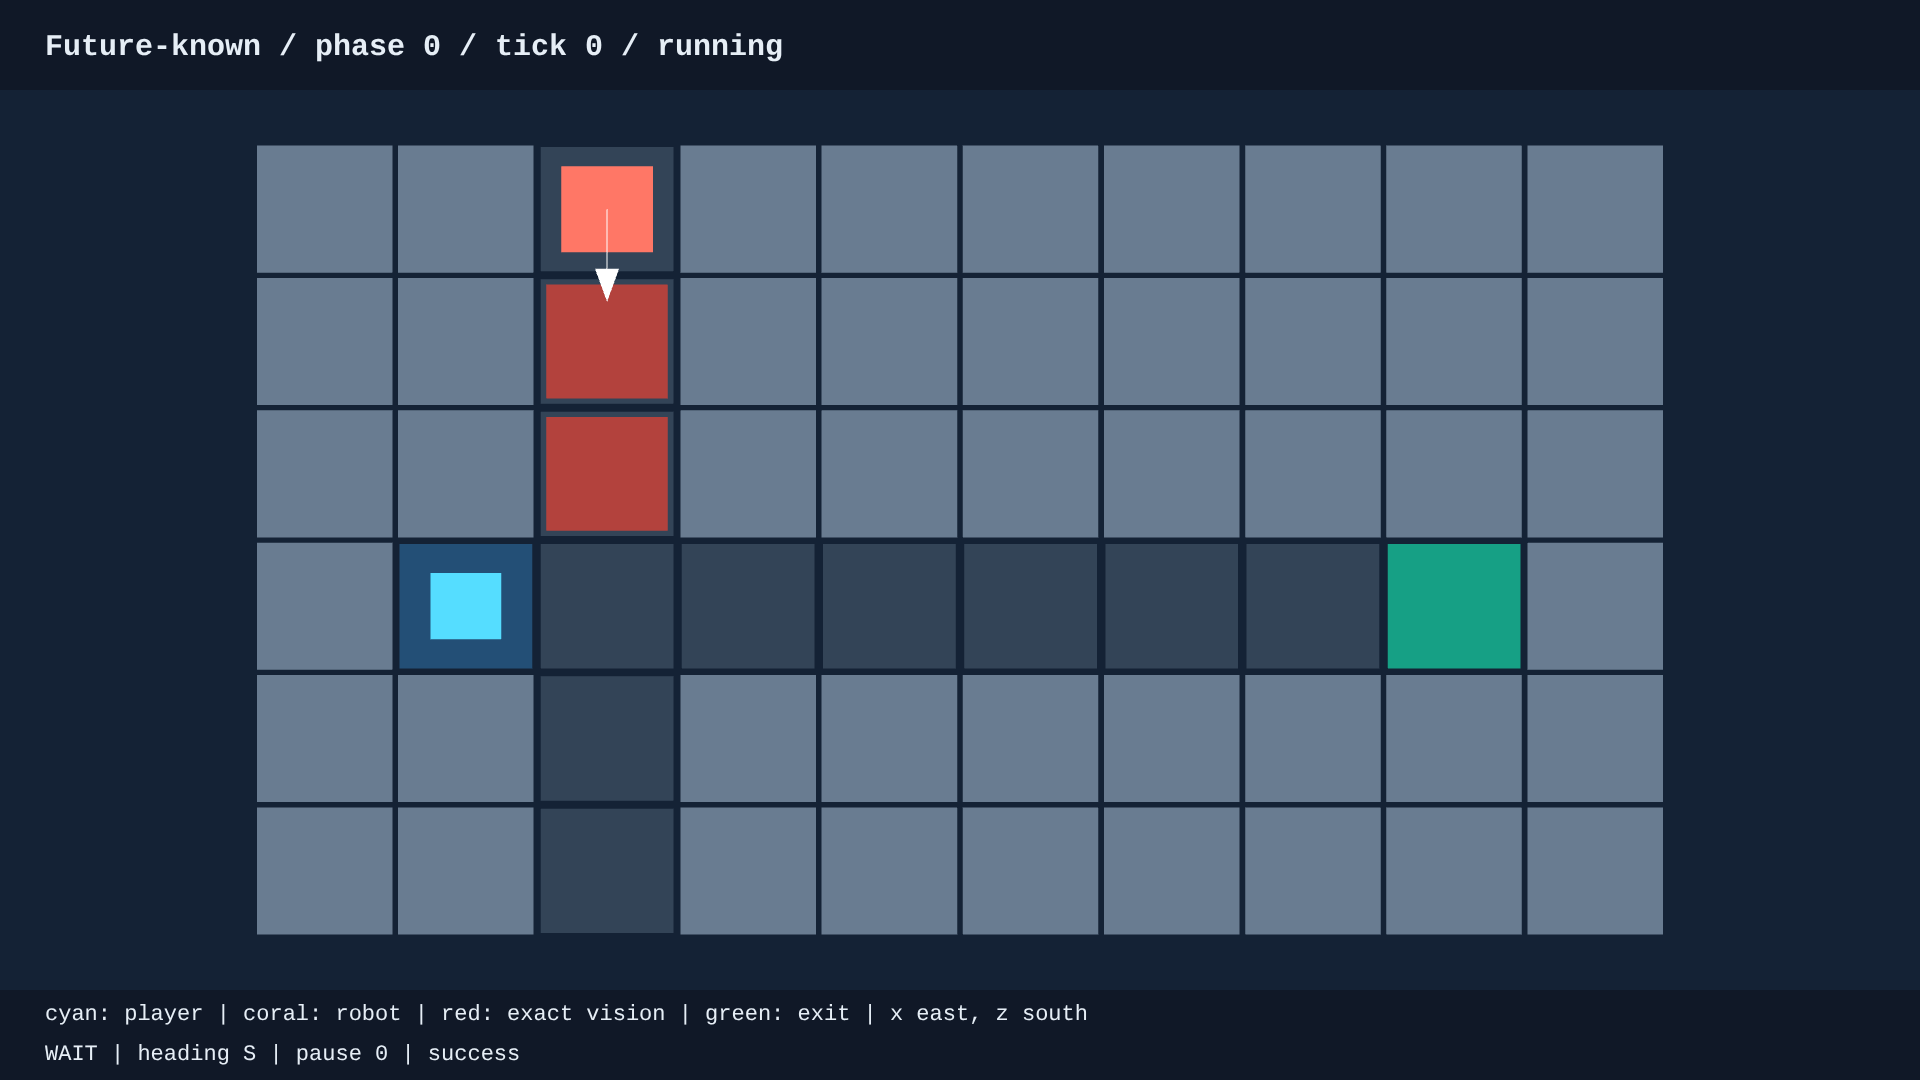 Future-known / phase 0 / tick 0 / running
cyan: player | coral: robot | red: exact vision | green: exit | x east, z south
WAIT | heading S | pause 0 | success